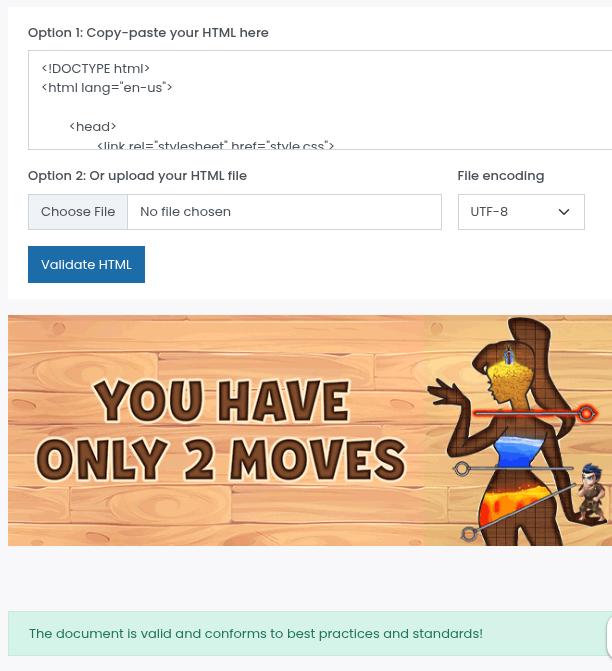 Option 1: Copy-paste your HTML here
<!DOCTYPE html>
<html lang="en-us">
<head>
<link rel="stylesheet" href="style.css">
Option 2: Or upload your HTML file
File encoding
Choose File
No file chosen
UTF-8
Validate HTML
YOU HAVE
ONLY 2 MOVES
The document is valid and conforms to best practices and standards!